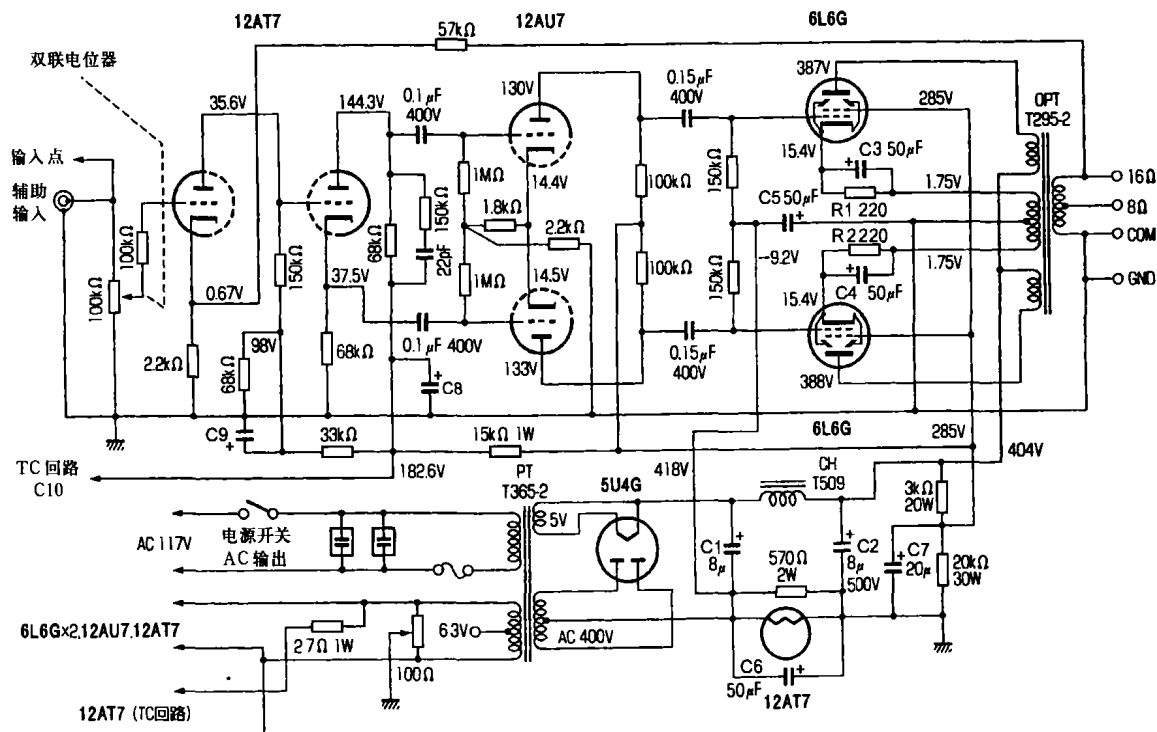 12AT7
12AU7
6L6G
57kΩ
双联电位器
387V
35.6V
144.3V
0.1μF
400V
130V
0.15μF
400V
285V
OPT
T295-2
输入点
辅助
输入
15.4V
C3 50μF
1MΩ
14.4V
100kΩ
150kΩ
1.75V
16Ω
8Ω
COM
GND
100kΩ
100kΩ
150kΩ
68kΩ
150kΩ
22pF
1.8kΩ
2.2kΩ
C5 50μF
R1 220
R2 220
-9.2V
1.75V
0.67V
37.5V
1MΩ
14.5V
100kΩ
150kΩ
15.4V
C4
50μF
2.2kΩ
68kΩ
98V
68kΩ
0.1μF 400V
133V
0.15μF
400V
388V
C8
C9
33kΩ
15kΩ 1W
6L6G
285V
404V
TC回路
C10
182.6V
PT
T365-2
418V
5U4G
CH
T509
3kΩ
20W
AC 117V
电源开关
AC输出
5V
C1
8μ
570Ω
2W
C2
8μ
500V
C7
20μ
20kΩ
30W
6L6G×2,12AU7,12AT7
2.7Ω 1W
100Ω
6.3V
AC 400V
C6
50μF
12AT7
12AT7 (TC回路)